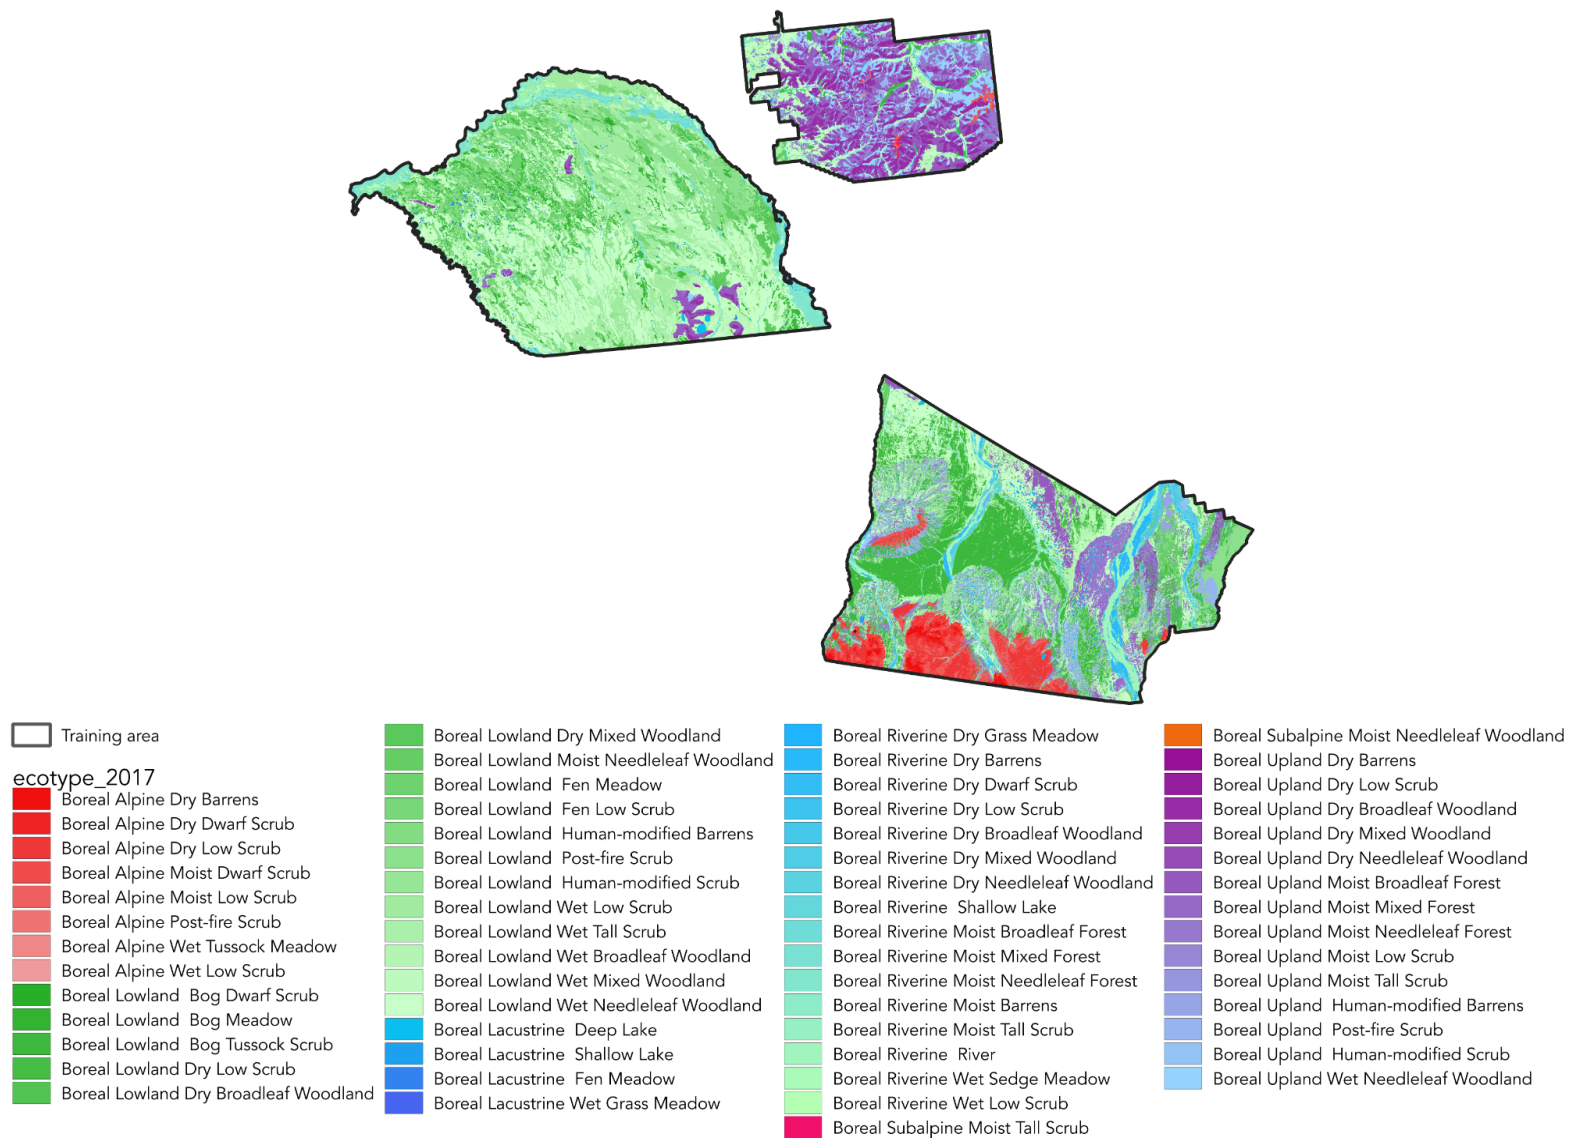 Training area
ecotype_2017
Boreal Alpine Dry Barrens
Boreal Alpine Dry Dwarf Scrub
Boreal Alpine Dry Low Scrub
Boreal Alpine Moist Dwarf Scrub
Boreal Alpine Moist Low Scrub
Boreal Alpine Post-fire Scrub
Boreal Alpine Wet Tussock Meadow
Boreal Alpine Wet Low Scrub
Boreal Lowland Bog Dwarf Scrub
Boreal Lowland Bog Meadow
Boreal Lowland Bog Tussock Scrub
Boreal Lowland Dry Low Scrub
Boreal Lowland Dry Broadleaf Woodland
Boreal Lowland Dry Mixed Woodland
Boreal Lowland Moist Needleleaf Woodland
Boreal Lowland Fen Meadow
Boreal Lowland Fen Low Scrub
Boreal Lowland Human-modified Barrens
Boreal Lowland Post-fire Scrub
Boreal Lowland Human-modified Scrub
Boreal Lowland Wet Low Scrub
Boreal Lowland Wet Tall Scrub
Boreal Lowland Wet Broadleaf Woodland
Boreal Lowland Wet Mixed Woodland
Boreal Lowland Wet Needleleaf Woodland
Boreal Lacustrine Deep Lake
Boreal Lacustrine Shallow Lake
Boreal Lacustrine Fen Meadow
Boreal Lacustrine Wet Grass Meadow
Boreal Riverine Dry Grass Meadow
Boreal Riverine Dry Barrens
Boreal Riverine Dry Dwarf Scrub
Boreal Riverine Dry Low Scrub
Boreal Riverine Dry Broadleaf Woodland
Boreal Riverine Dry Mixed Woodland
Boreal Riverine Dry Needleleaf Woodland
Boreal Riverine Shallow Lake
Boreal Riverine Moist Broadleaf Forest
Boreal Riverine Moist Mixed Forest
Boreal Riverine Moist Needleleaf Forest
Boreal Riverine Moist Barrens
Boreal Riverine Moist Tall Scrub
Boreal Riverine River
Boreal Riverine Wet Sedge Meadow
Boreal Riverine Wet Low Scrub
Boreal Subalpine Moist Tall Scrub
Boreal Subalpine Moist Needleleaf Woodland
Boreal Upland Dry Barrens
Boreal Upland Dry Low Scrub
Boreal Upland Dry Broadleaf Woodland
Boreal Upland Dry Mixed Woodland
Boreal Upland Dry Needleleaf Woodland
Boreal Upland Moist Broadleaf Forest
Boreal Upland Moist Mixed Forest
Boreal Upland Moist Needleleaf Forest
Boreal Upland Moist Low Scrub
Boreal Upland Moist Tall Scrub
Boreal Upland Human-modified Barrens
Boreal Upland Post-fire Scrub
Boreal Upland Human-modified Scrub
Boreal Upland Wet Needleleaf Woodland